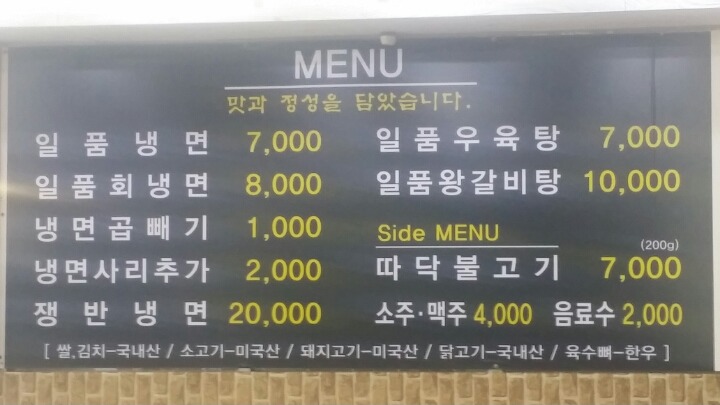 MENU
맛과 정성을 담았습니다.
일품냉면 7,000
일품회냉면 8,000
냉면곱빼기 1,000
냉면사리추가 2,000
쟁반냉면 20,000
일품우육탕 7,000
일품왕갈비탕 10,000
Side MENU
(200g)
따닥불고기 7,000
소주·맥주 4,000 음료수 2,000
[ 쌀,김치-국내산 / 소고기-미국산 / 돼지고기-미국산 / 닭고기-국내산 / 육수뼈-한우 ]